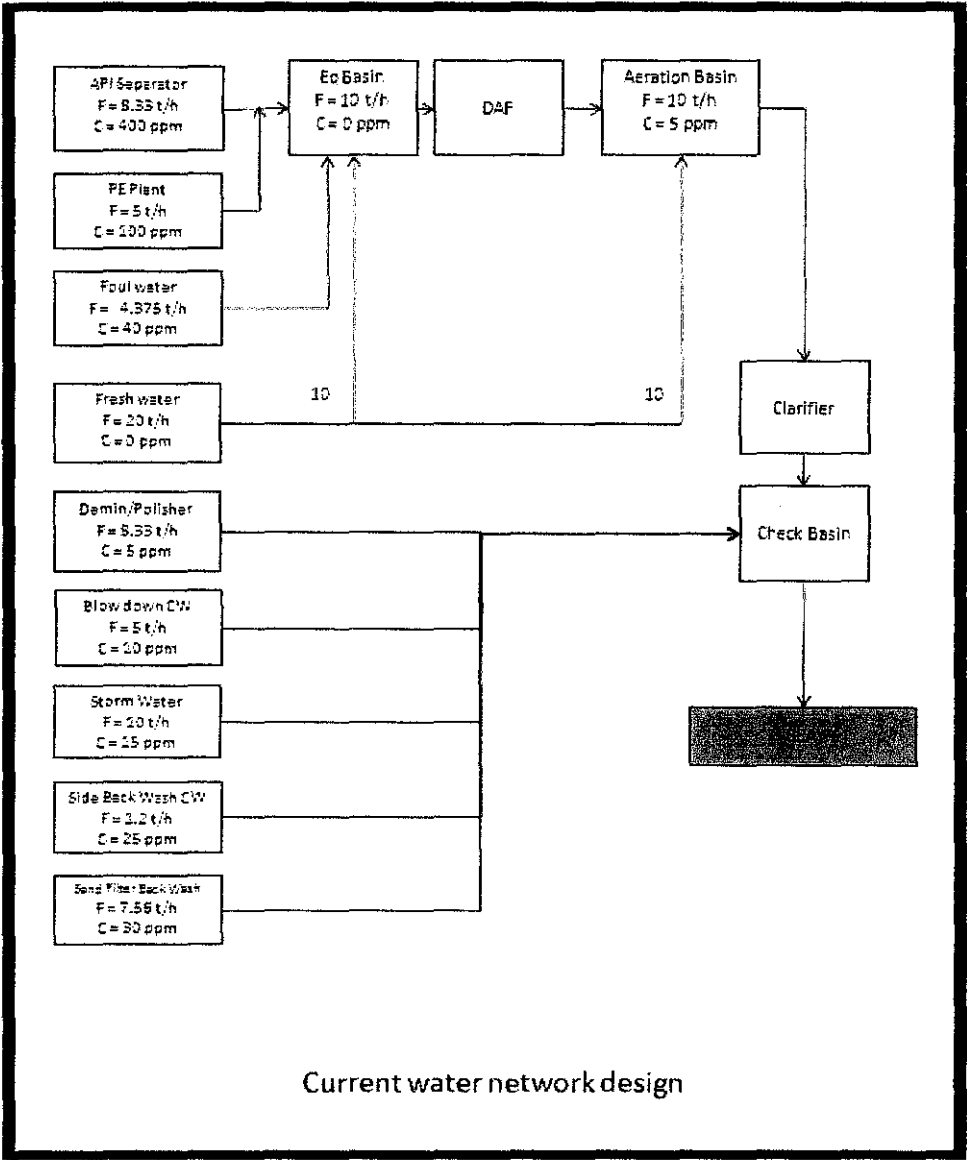 API Separator
F = 8.33 t/h
C = 400 ppm
Eq Basin
F = 10 t/h
C = 0 ppm
DAF
Aeration Basin
F = 10 t/h
C = 5 ppm
PE Plant
F = 5 t/h
C = 100 ppm
Foul water
F = 4.375 t/h
C = 40 ppm
Fresh water
F = 20 t/h
C = 0 ppm
10
10
Clarifier
Demin/Polisher
F = 8.33 t/h
C = 5 ppm
Check Basin
Blow down CW
F = 5 t/h
C = 10 ppm
Storm Water
F = 10 t/h
C = 15 ppm
Side Back Wash CW
F = 2.2 t/h
C = 25 ppm
Sand Filter Back Wash
F = 7.56 t/h
C = 30 ppm
Current water network design